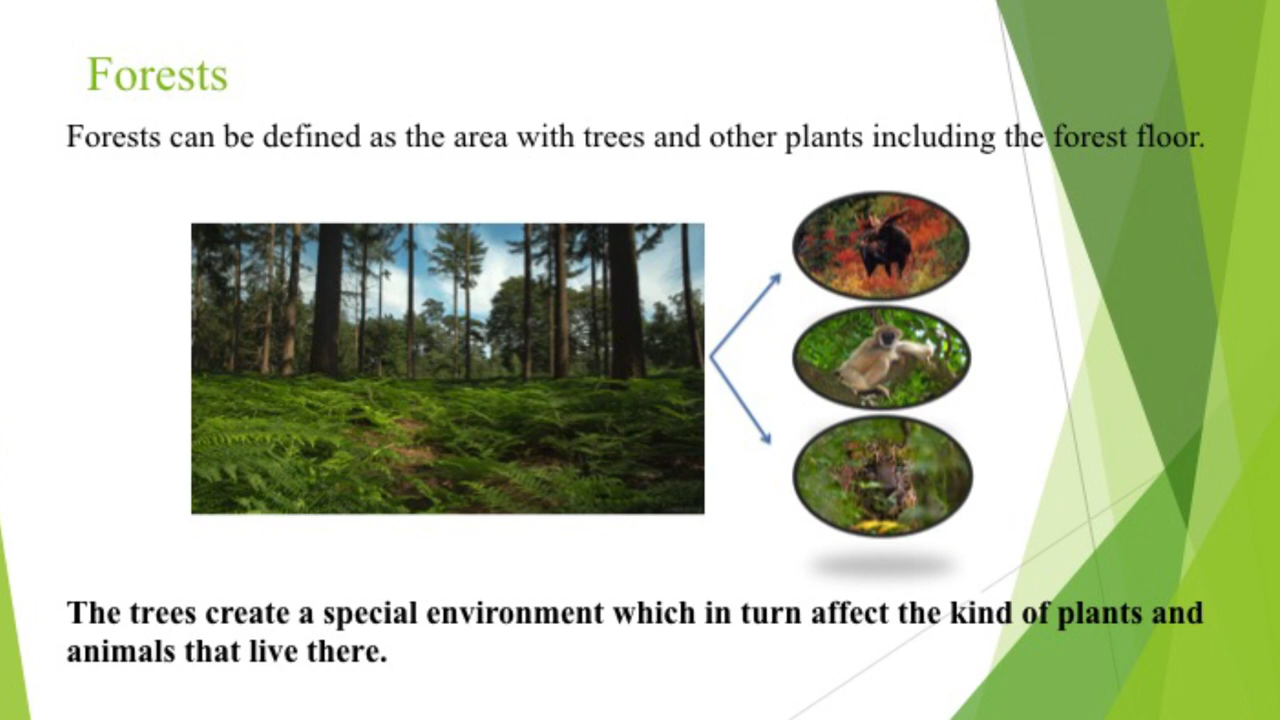 Forests
Forests can be defined as the area with trees and other plants including the forest floor.
The trees create a special environment which in turn affect the kind of plants and
animals that live there.